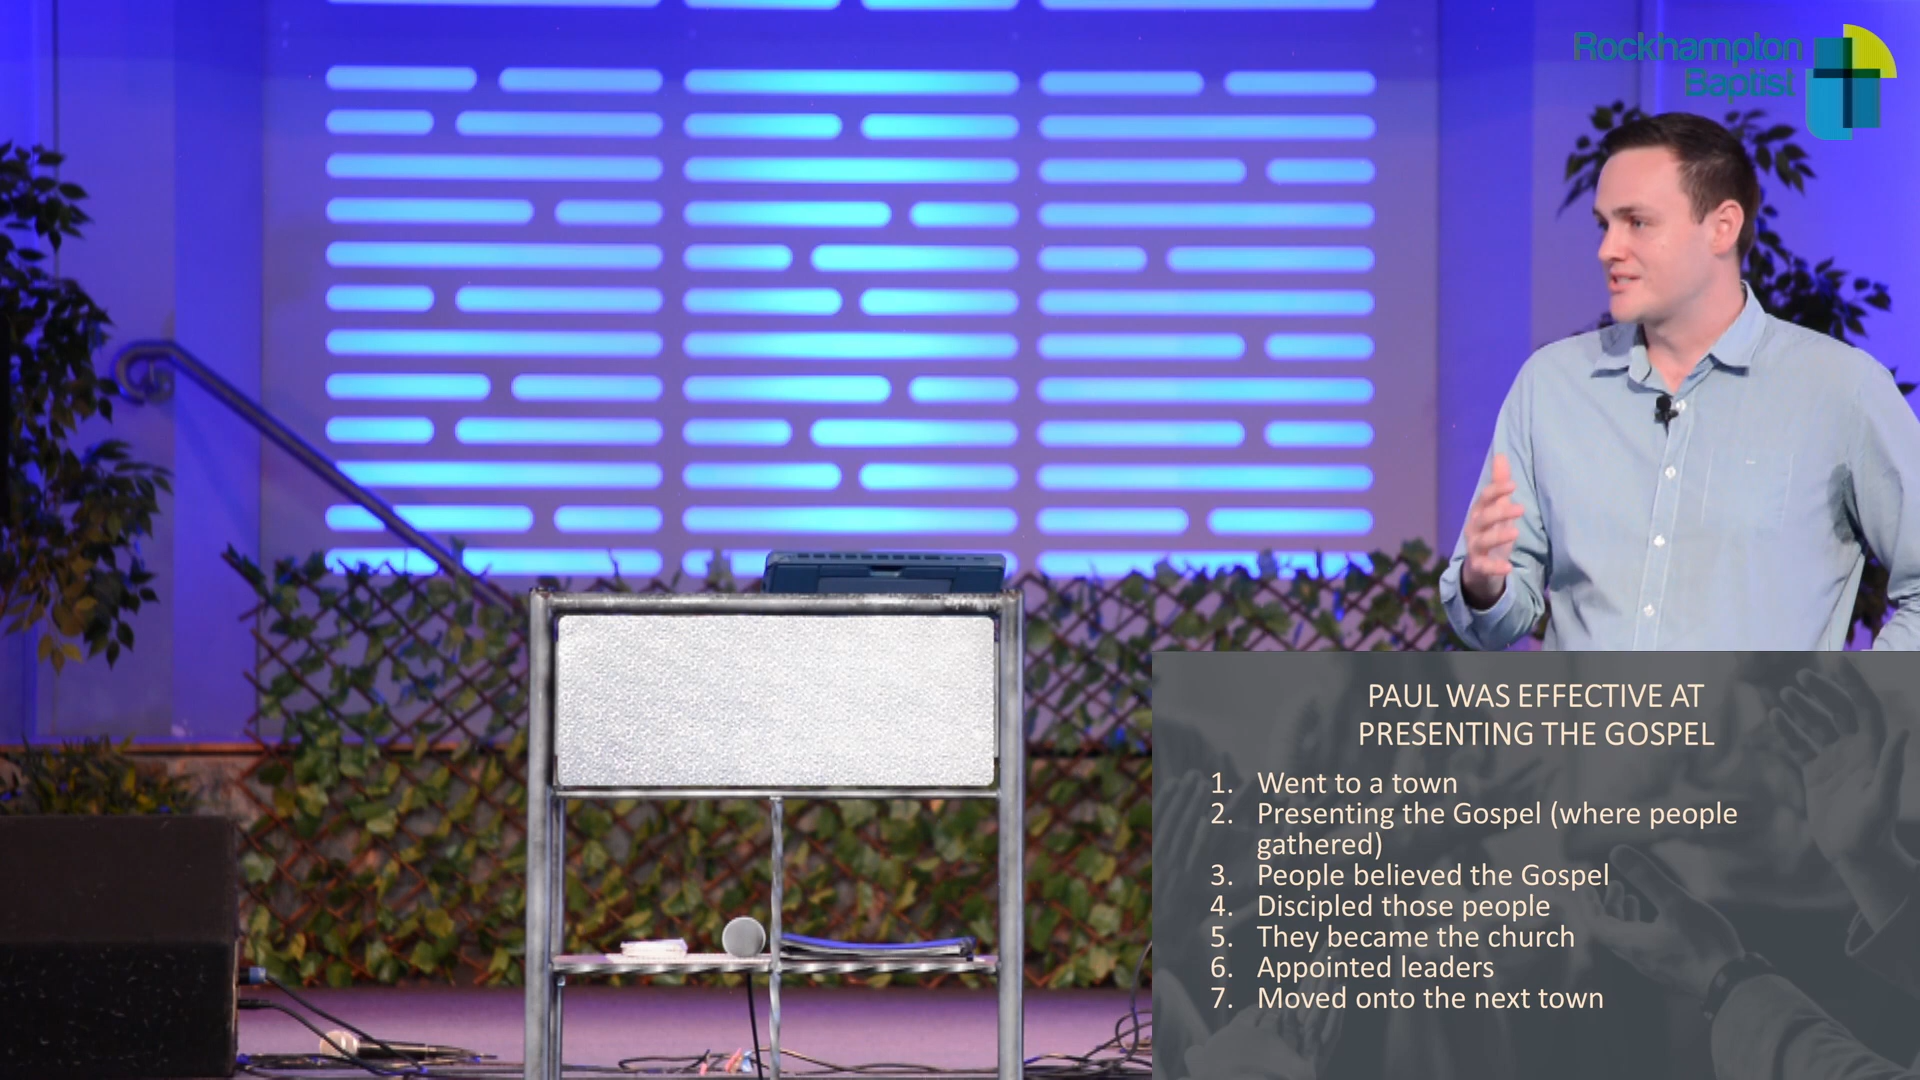 Rockhampton
Baptist
PAUL WAS EFFECTIVE AT
PRESENTING THE GOSPEL
1. Went to a town
2. Presenting the Gospel (where people
gathered)
3. People believed the Gospel
4. Discipled those people
5. They became the church
6. Appointed leaders
7. Moved onto the next town